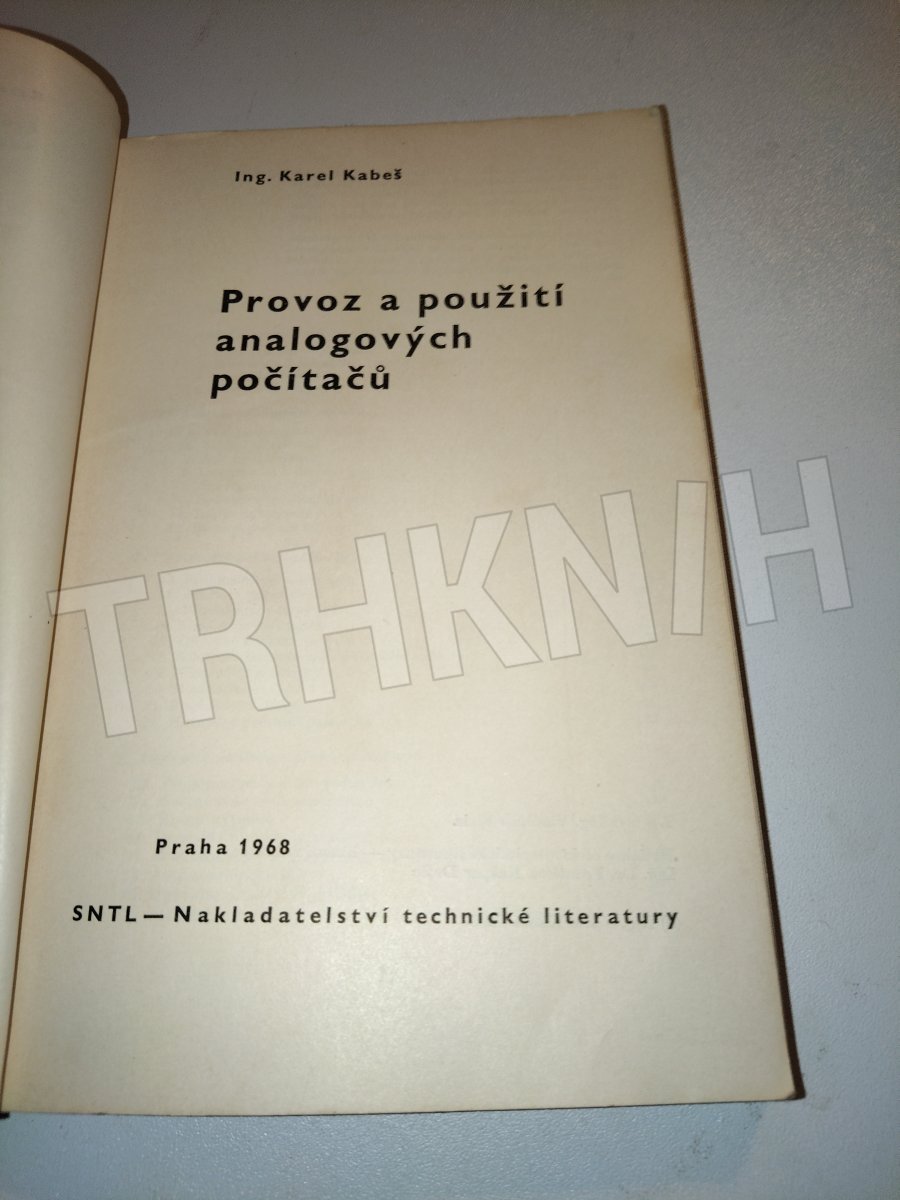 Ing. Karel Kabeš
Provoz a použití
analogových
počítačů
TRHKNIH
Praha 1968
SNTL — Nakladatelství technické literatury